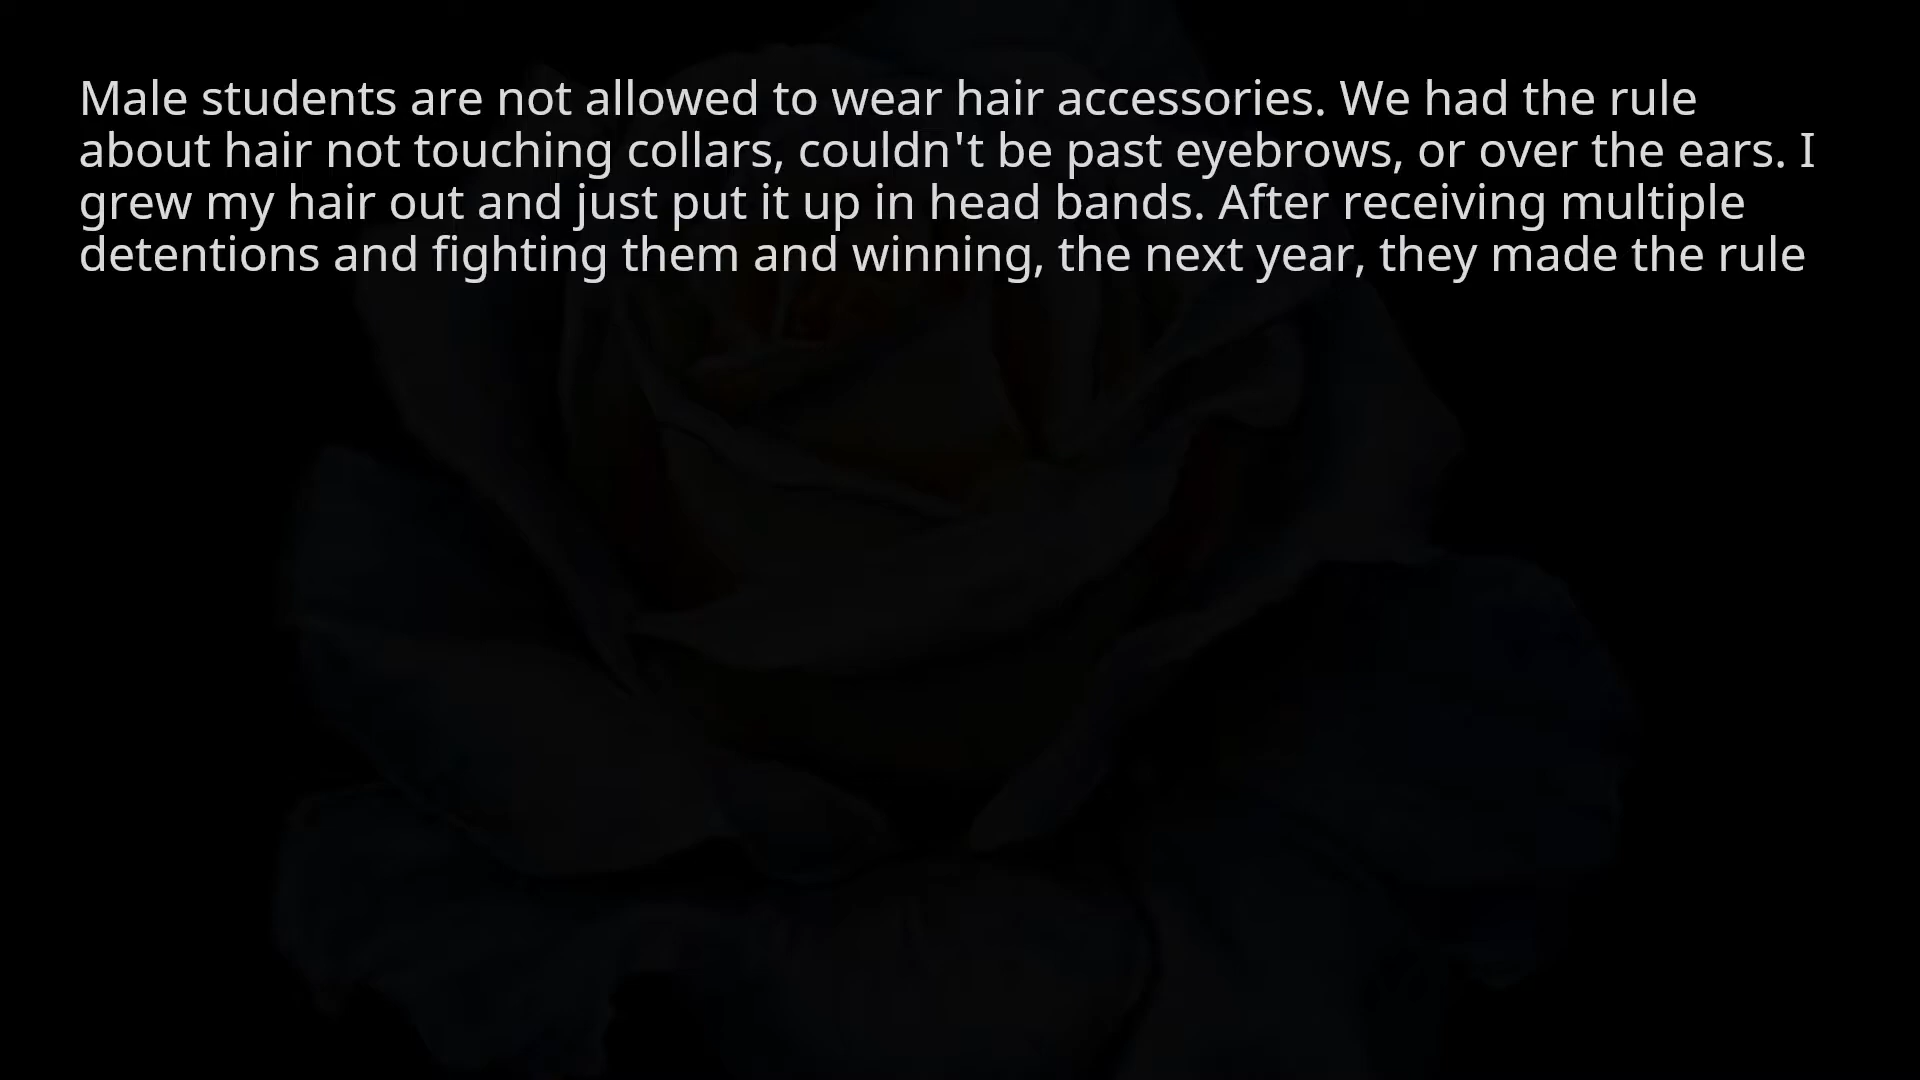 Male students are not allowed to wear hair accessories. We had the rule
about hair not touching collars, couldn't be past eyebrows, or over the ears. I
grew my hair out and just put it up in head bands. After receiving multiple
detentions and fighting them and winning, the next year, they made the rule